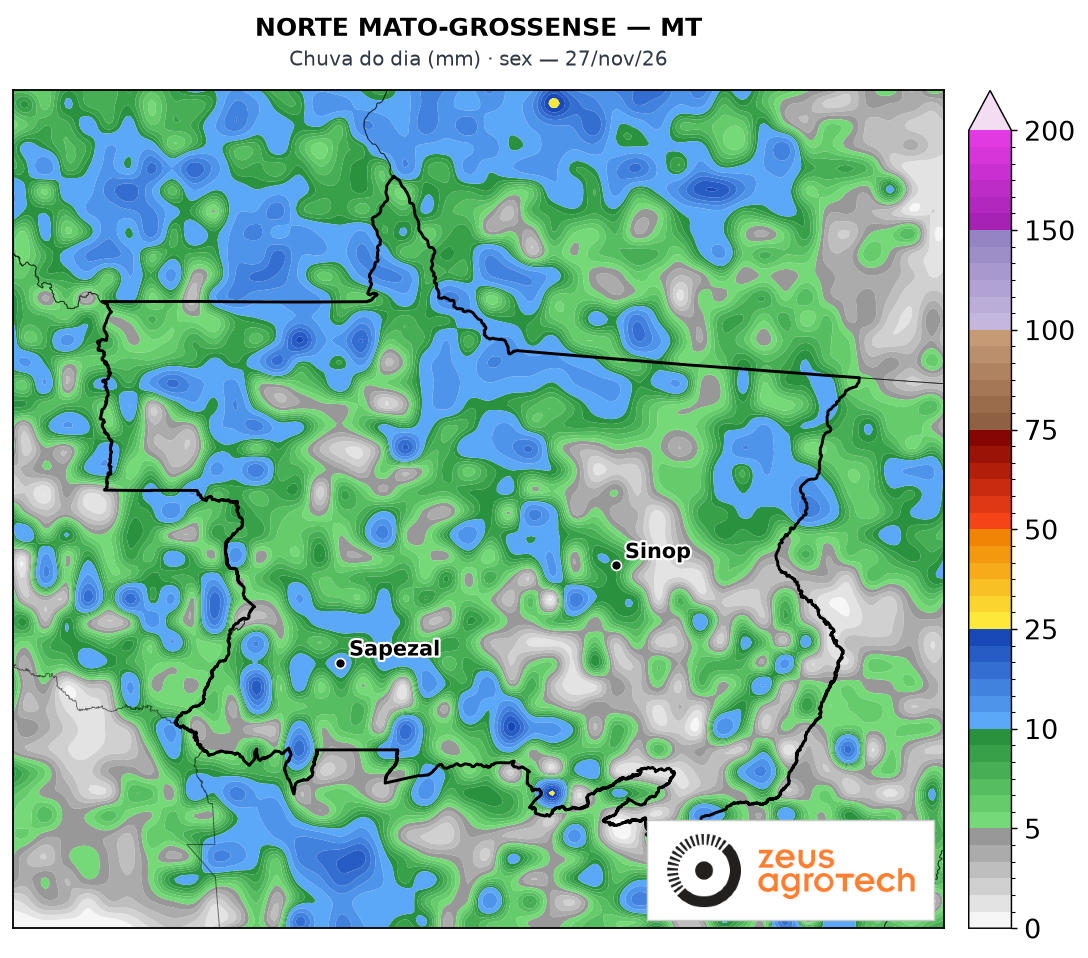 NORTE MATO-GROSSENSE — MT
Chuva do dia (mm) · sex — 27/nov/26
200
150
100
75
50
25
10
5
0
Sinop
Sapezal
zeus
agrotech